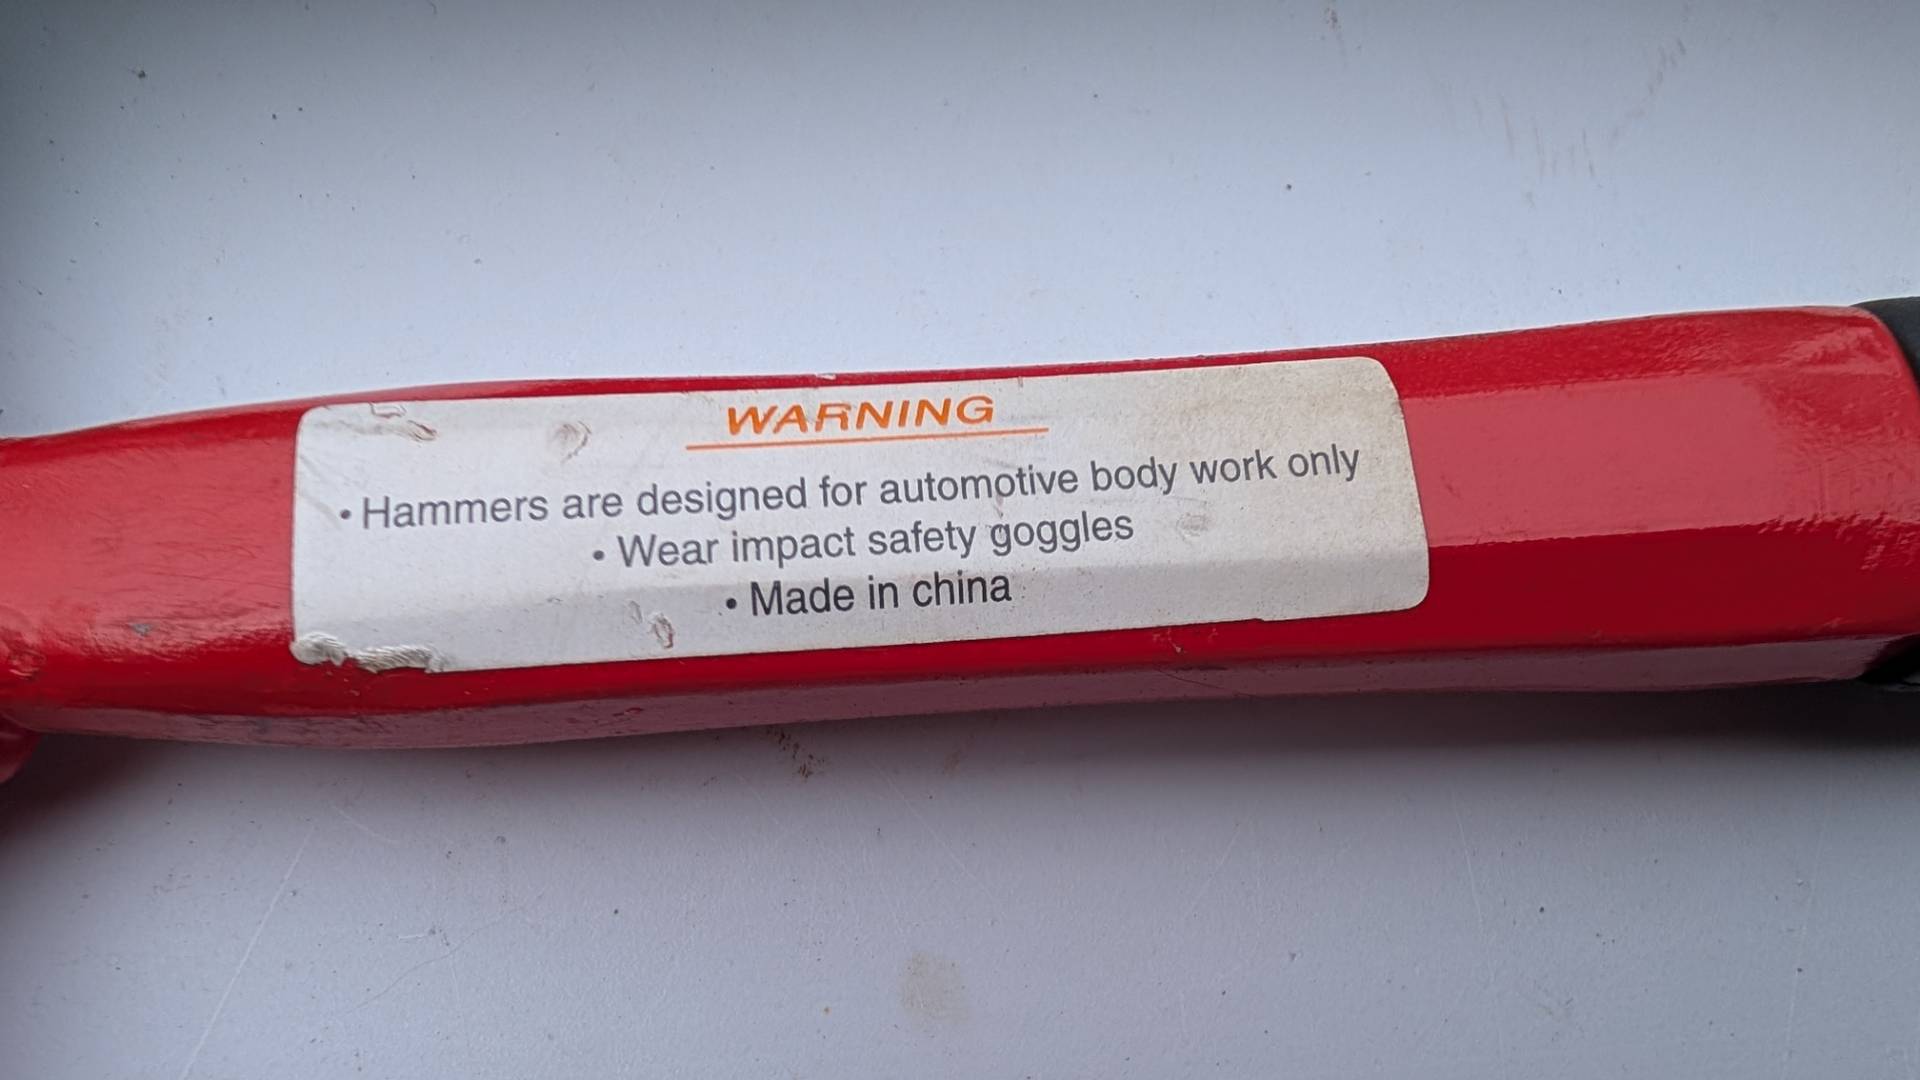 WARNING
• Hammers are designed for automotive body work only
• Wear impact safety goggles
• Made in china